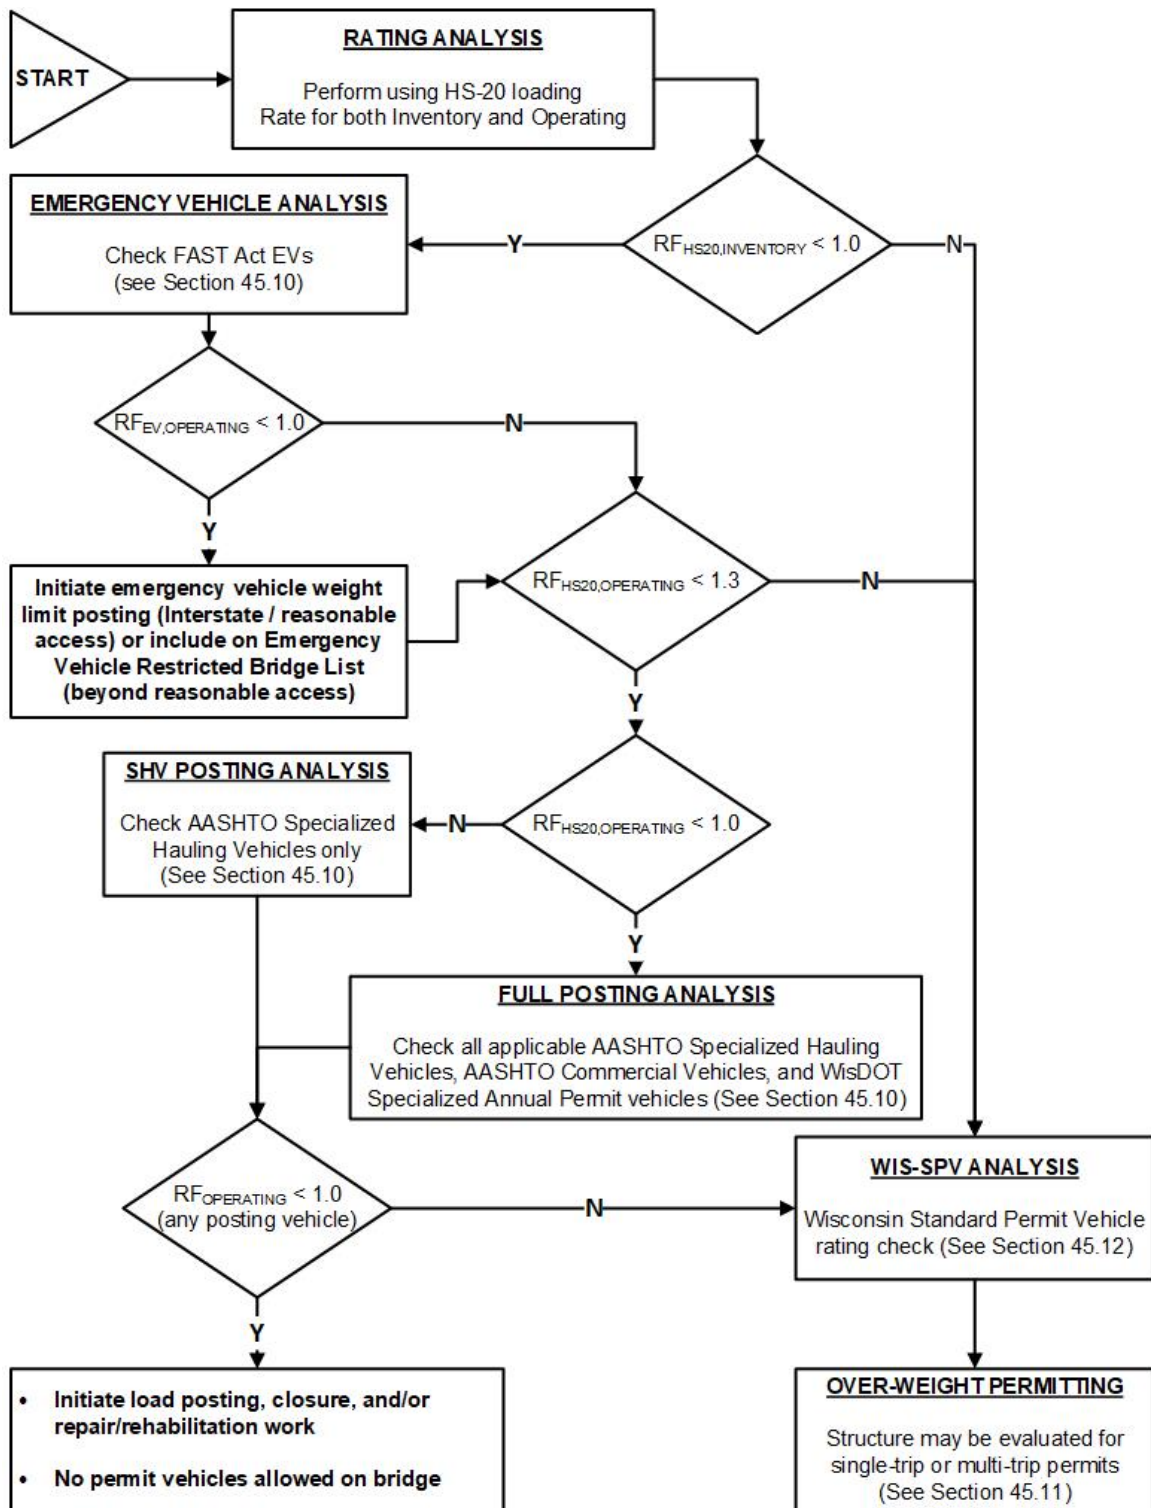 START
RATING ANALYSIS
Perform using HS-20 loading
Rate for both Inventory and Operating
EMERGENCY VEHICLE ANALYSIS
Check FAST Act EVs
(see Section 45.10)
Y
RFHS20,INVENTORY < 1.0
N
RFEV,OPERATING < 1.0
N
Y
Initiate emergency vehicle weight
limit posting (Interstate / reasonable
access) or include on Emergency
Vehicle Restricted Bridge List
(beyond reasonable access)
RFHS20,OPERATING < 1.3
N
Y
SHV POSTING ANALYSIS
Check AASHTO Specialized
Hauling Vehicles only
(See Section 45.10)
N
RFHS20,OPERATING < 1.0
Y
FULL POSTING ANALYSIS
Check all applicable AASHTO Specialized Hauling
Vehicles, AASHTO Commercial Vehicles, and WisDOT
Specialized Annual Permit vehicles (See Section 45.10)
RFOPERATING < 1.0
(any posting vehicle)
N
WIS-SPV ANALYSIS
Wisconsin Standard Permit Vehicle
rating check (See Section 45.12)
Y
• Initiate load posting, closure, and/or
repair/rehabilitation work
• No permit vehicles allowed on bridge
OVER-WEIGHT PERMITTING
Structure may be evaluated for
single-trip or multi-trip permits
(See Section 45.11)